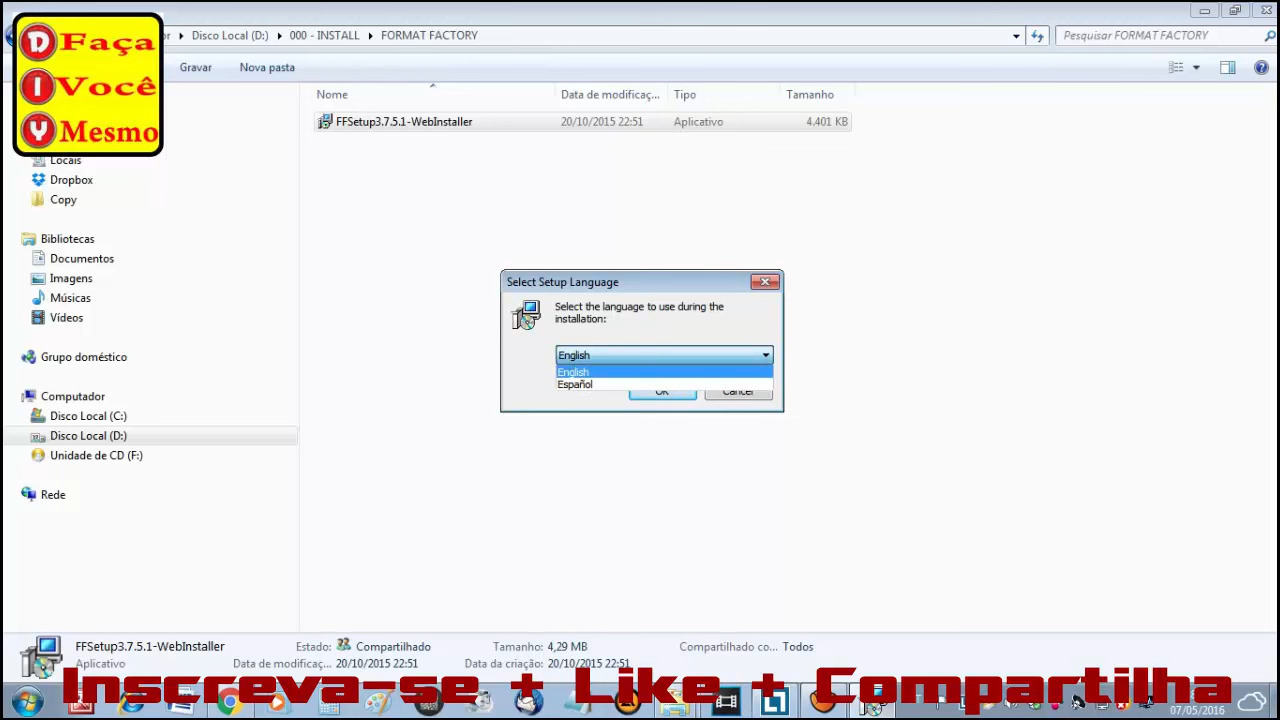 D Faça
I Você
Y Mesmo
Disco Local (D:)
000 - INSTALL
FORMAT FACTORY
Pesquisar FORMAT FACTORY
Gravar
Nova pasta
Nome
Data de modificaç...
Tipo
Tamanho
FFSetup3.7.5.1-WebInstaller
20/10/2015 22:51
Aplicativo
4.401 KB
Locais
Dropbox
Copy
Bibliotecas
Documentos
Imagens
Músicas
Vídeos
Grupo doméstico
Computador
Disco Local (C:)
Disco Local (D:)
Unidade de CD (F:)
Rede
Select Setup Language
Select the language to use during the
installation:
English
English
Español
OK
Cancel
FFSetup3.7.5.1-WebInstaller
Estado: Compartilhado
Tamanho: 4,29 MB
Compartilhado co... Todos
Aplicativo
Data de modificaç... 20/10/2015 22:51
Data da criação: 20/10/2015 22:51
Inscreva-se + Like + Compartilha
07/05/2016